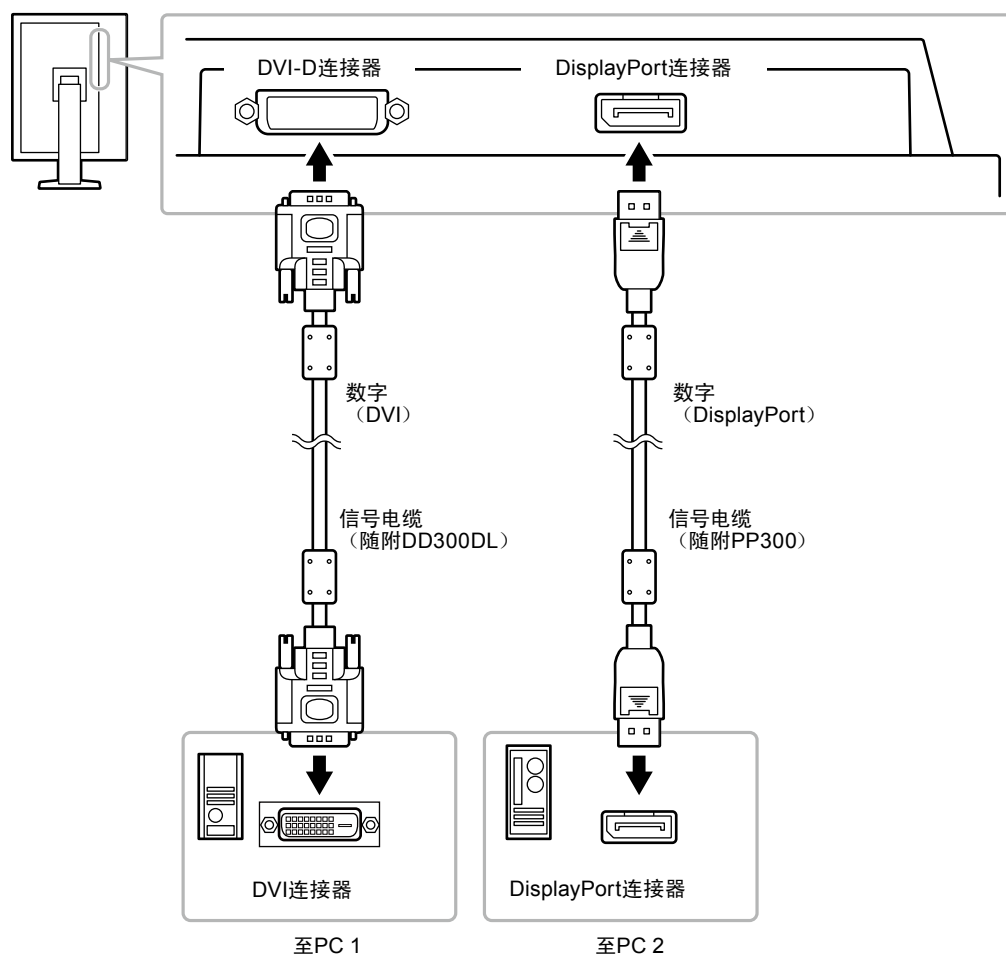 DVI-D连接器
DisplayPort连接器
数字
（DVI）
数字
（DisplayPort）
信号电缆
（随附DD300DL）
信号电缆
（随附PP300）
DVI连接器
DisplayPort连接器
至PC 1
至PC 2